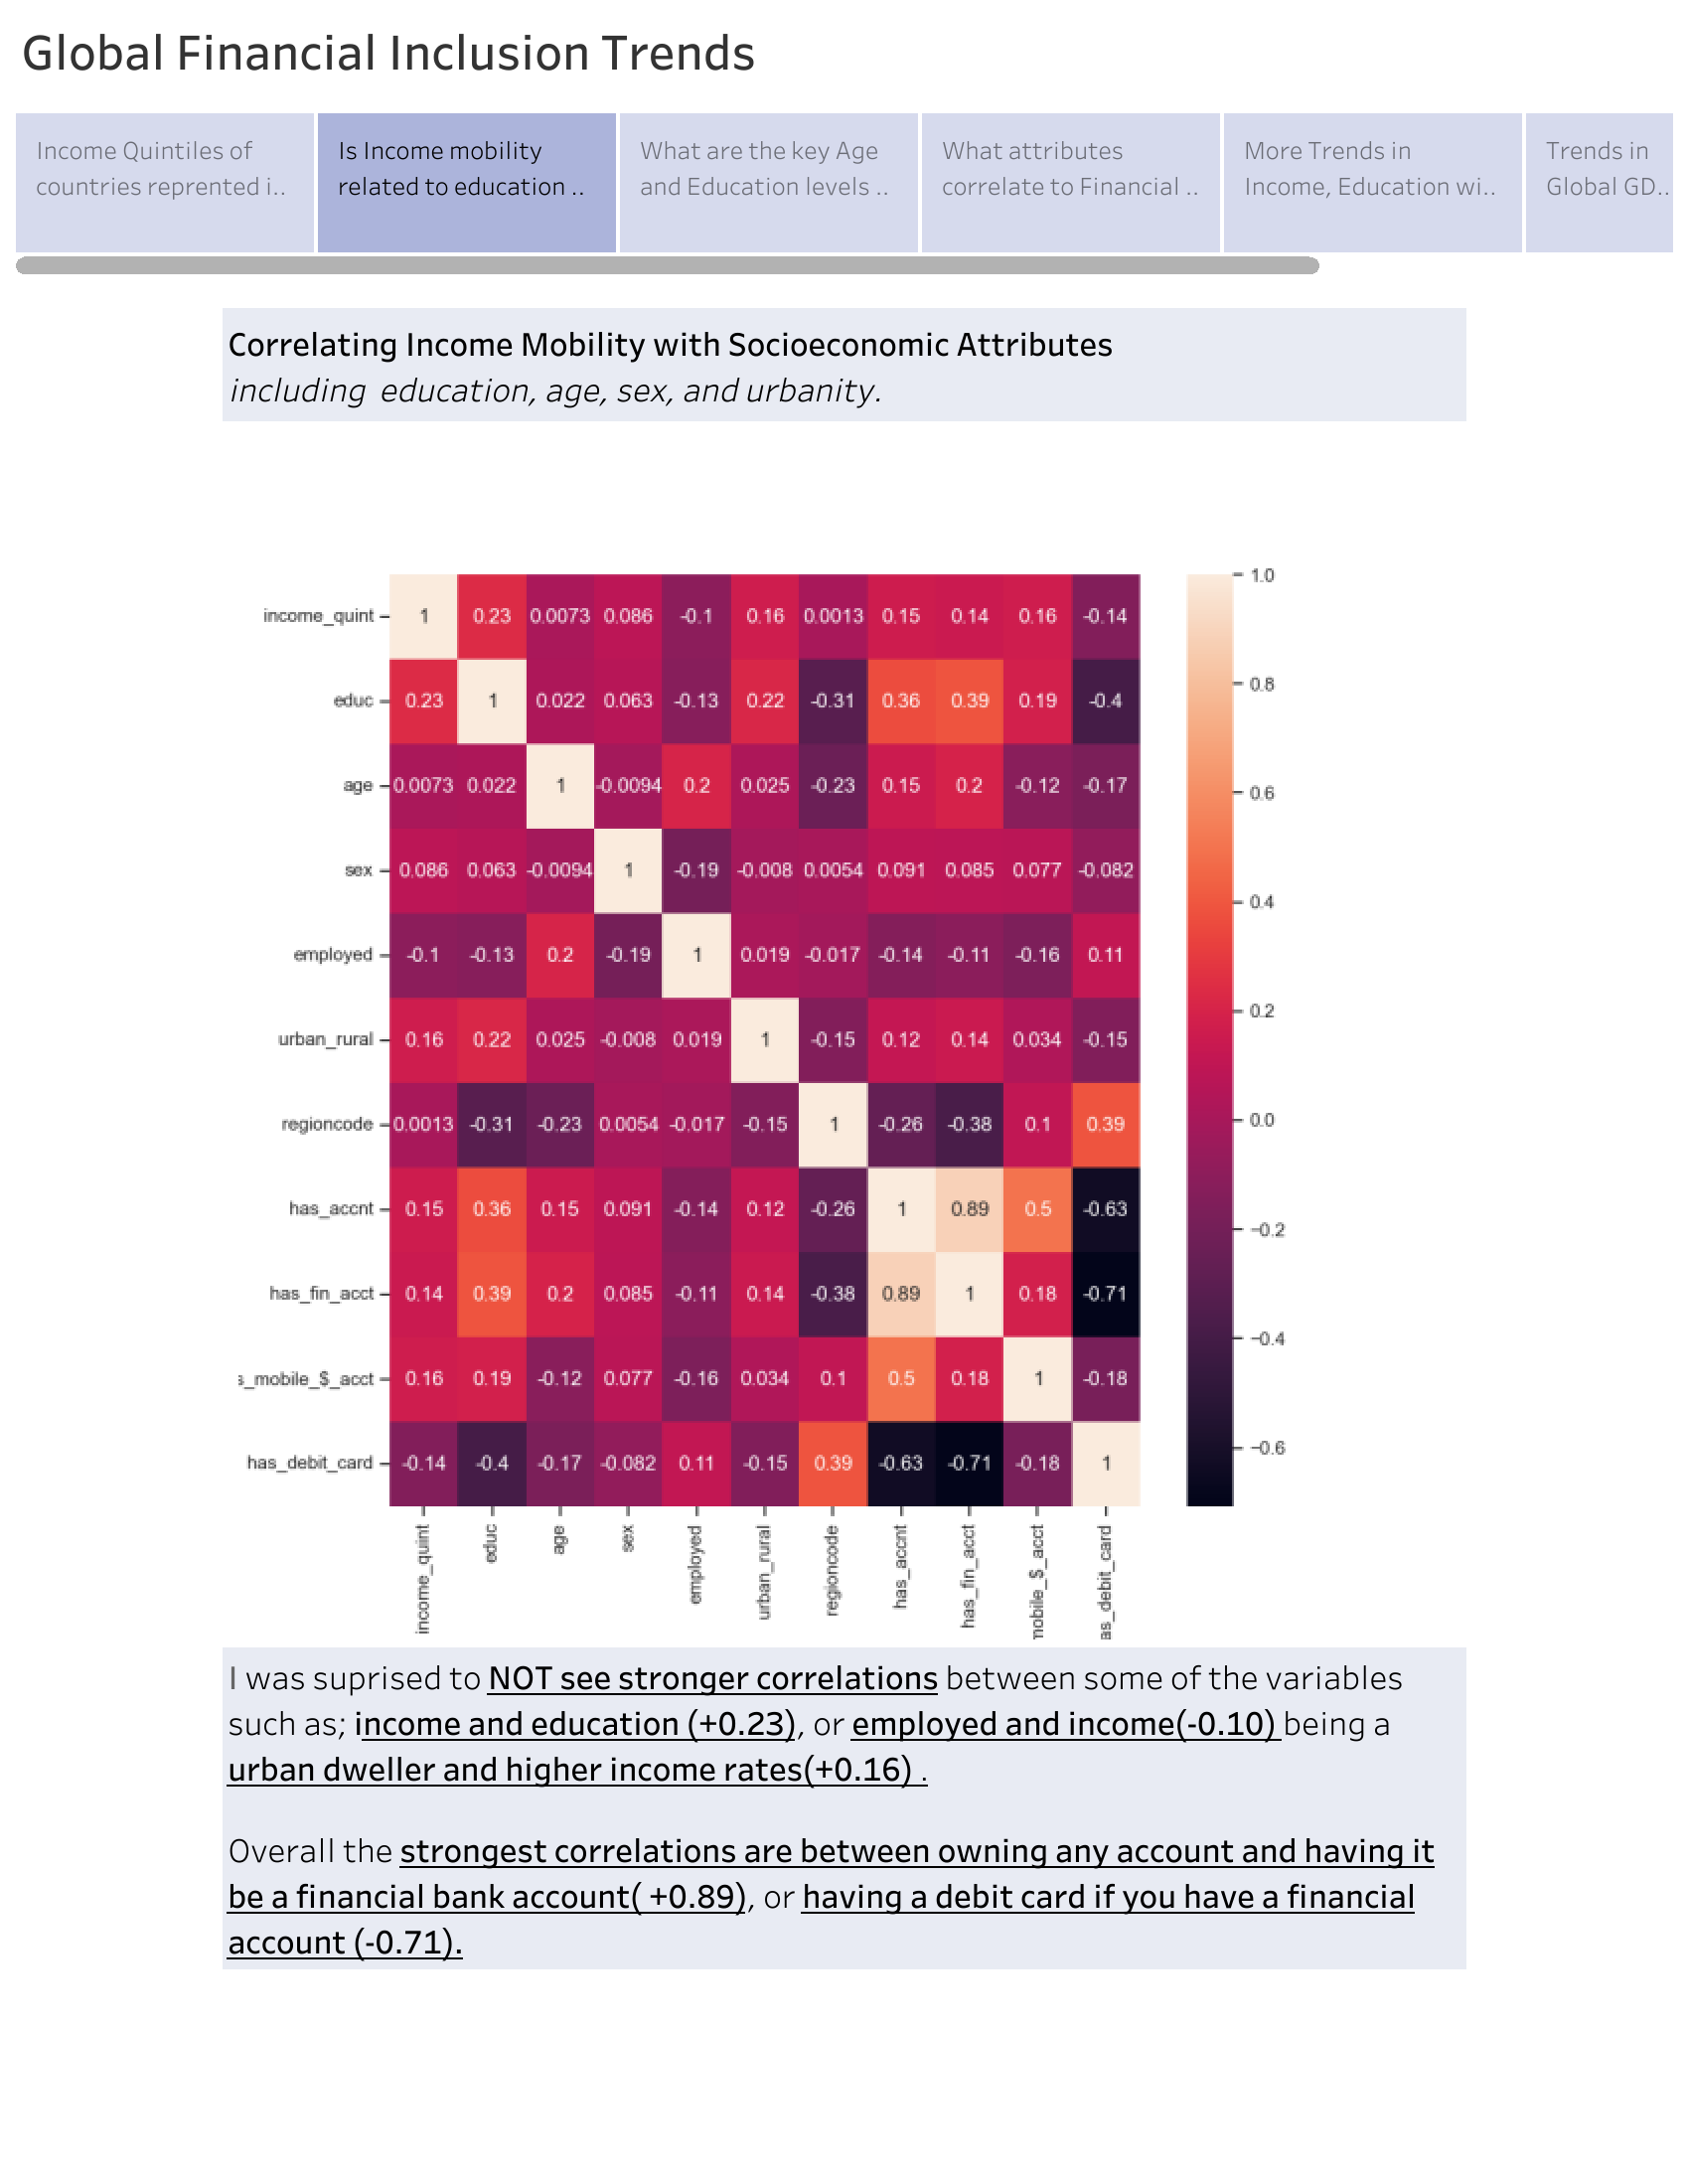 Global Financial Inclusion Trends
Income Quintiles of
countries reprented i..
Is Income mobility
related to education ..
What are the key Age
and Education levels ..
What attributes
correlate to Financial ..
More Trends in
Income, Education wi..
Trends in
Global GD..
Correlating Income Mobility with Socioeconomic Attributes
including education, age, sex, and urbanity.
income_quint 1 0.23 0.0073 0.086 -0.1 0.16 0.0013 0.15 0.14 0.16 -0.14
educ 0.23 1 0.022 0.063 -0.13 0.22 -0.31 0.36 0.39 0.19 -0.4
age 0.0073 0.022 1 -0.0094 0.2 0.025 -0.23 0.15 0.2 -0.12 -0.17
sex 0.086 0.063 -0.0094 1 -0.19 -0.008 0.0054 0.091 0.085 0.077 -0.082
employed -0.1 -0.13 0.2 -0.19 1 0.019 -0.017 -0.14 -0.11 -0.16 0.11
urban_rural 0.16 0.22 0.025 -0.008 0.019 1 -0.15 0.12 0.14 0.034 -0.15
regioncode 0.0013 -0.31 -0.23 0.0054 -0.017 -0.15 1 -0.26 -0.38 0.1 0.39
has_accnt 0.15 0.36 0.15 0.091 -0.14 0.12 -0.26 1 0.89 0.5 -0.63
has_fin_acct 0.14 0.39 0.2 0.085 -0.11 0.14 -0.38 0.89 1 0.18 -0.71
s_mobile_$_acct 0.16 0.19 -0.12 0.077 -0.16 0.034 0.1 0.5 0.18 1 -0.18
has_debit_card -0.14 -0.4 -0.17 -0.082 0.11 -0.15 0.39 -0.63 -0.71 -0.18 1
income_quint
educ
age
sex
employed
urban_rural
regioncode
has_accnt
has_fin_acct
mobile_$_acct
as_debit_card
1.0
0.8
0.6
0.4
0.2
0.0
-0.2
-0.4
-0.6
I was suprised to NOT see stronger correlations between some of the variables
such as; income and education (+0.23), or employed and income(-0.10) being a
urban dweller and higher income rates(+0.16) .
Overall the strongest correlations are between owning any account and having it
be a financial bank account( +0.89), or having a debit card if you have a financial
account (-0.71).